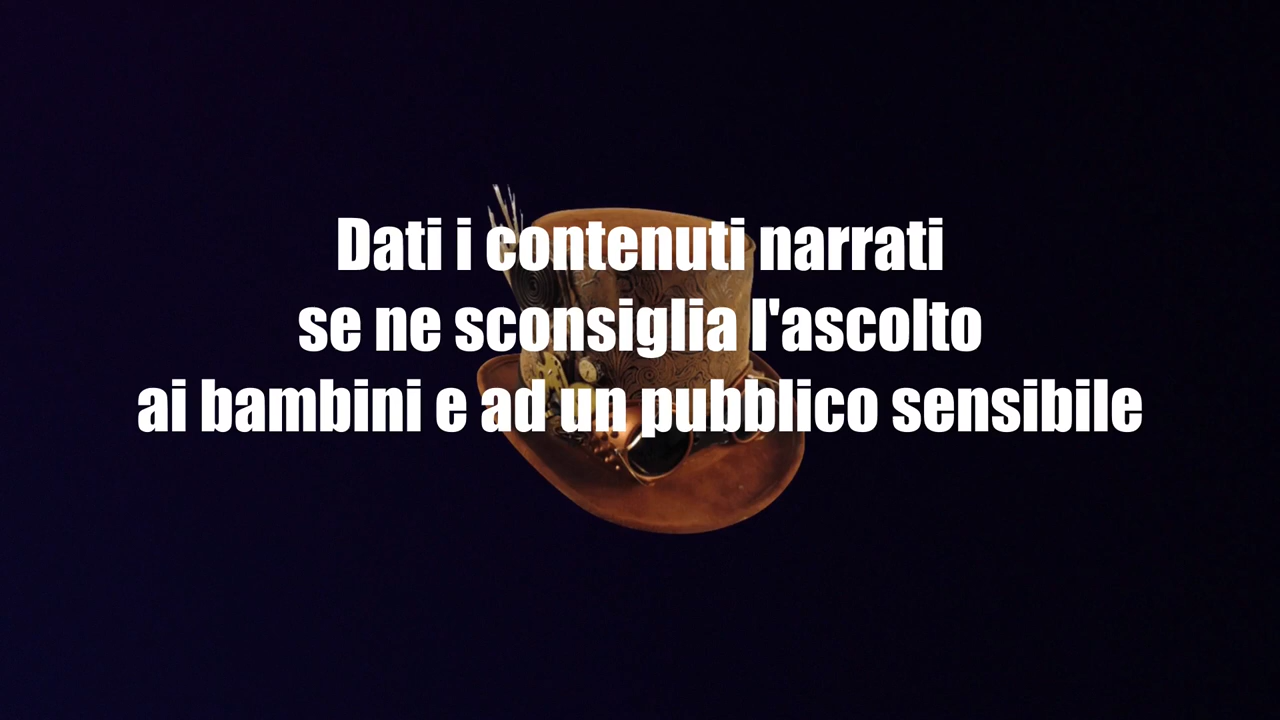 Dati i contenuti narrati
se ne sconsiglia l'ascolto
ai bambini e ad un pubblico sensibile